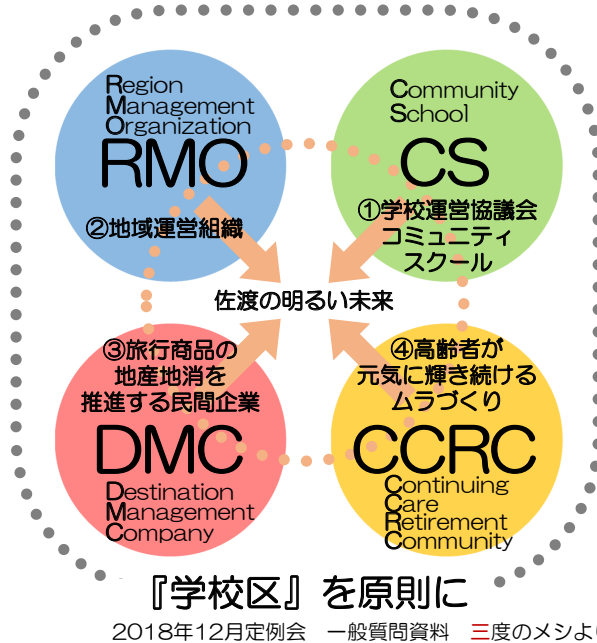 Region
Management
Organization
RMO
②地域運営組織
Community
School
CS
①学校運営協議会
コミュニティ
スクール
佐渡の明るい未来
③旅行商品の
地産地消を
推進する民間企業
DMC
Destination
Management
Company
④高齢者が
元気に輝き続ける
ムラづくり
CCRC
Continuing
Care
Retirement
Community
『学校区』を原則に
2018年12月定例会　一般質問資料　三度のメシより